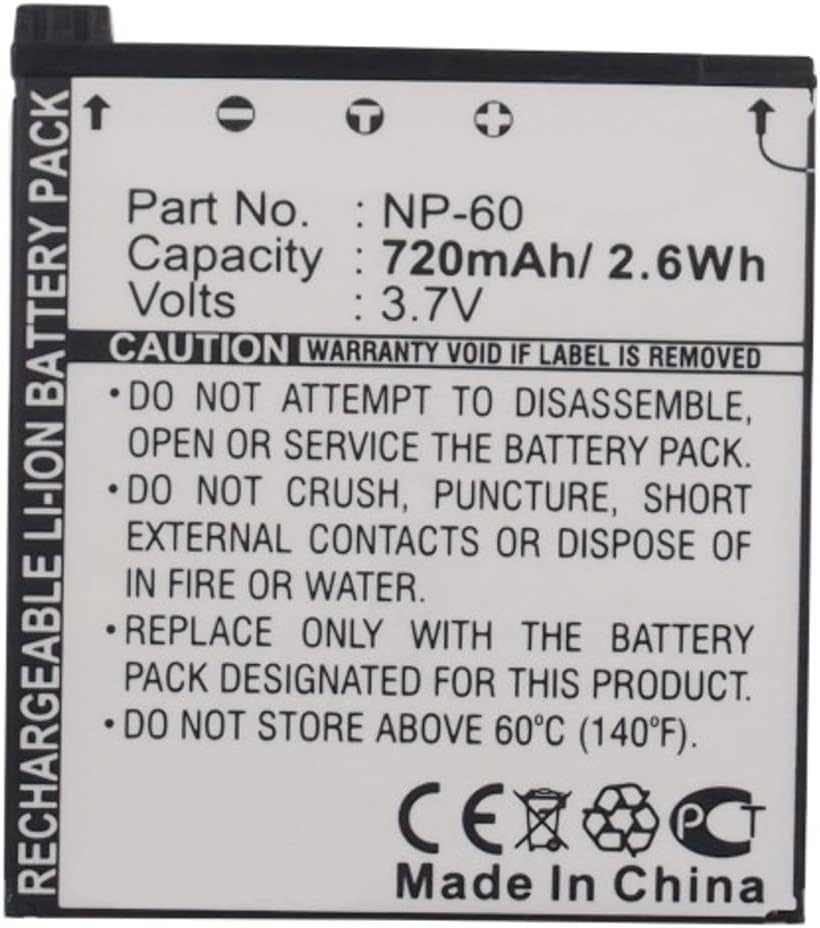 RECHARGEABLE LI-ION BATTERY PACK
T
Part No. : NP-60
Capacity : 720mAh/ 2.6Wh
Volts : 3.7V
CAUTION WARRANTY VOID IF LABEL IS REMOVED
•DO NOT ATTEMPT TO DISASSEMBLE,
OPEN OR SERVICE THE BATTERY PACK.
•DO NOT CRUSH, PUNCTURE, SHORT
EXTERNAL CONTACTS OR DISPOSE OF
IN FIRE OR WATER.
•REPLACE ONLY WITH THE BATTERY
PACK DESIGNATED FOR THIS PRODUCT.
•DO NOT STORE ABOVE 60°C (140°F).
CE PCT
Made In China